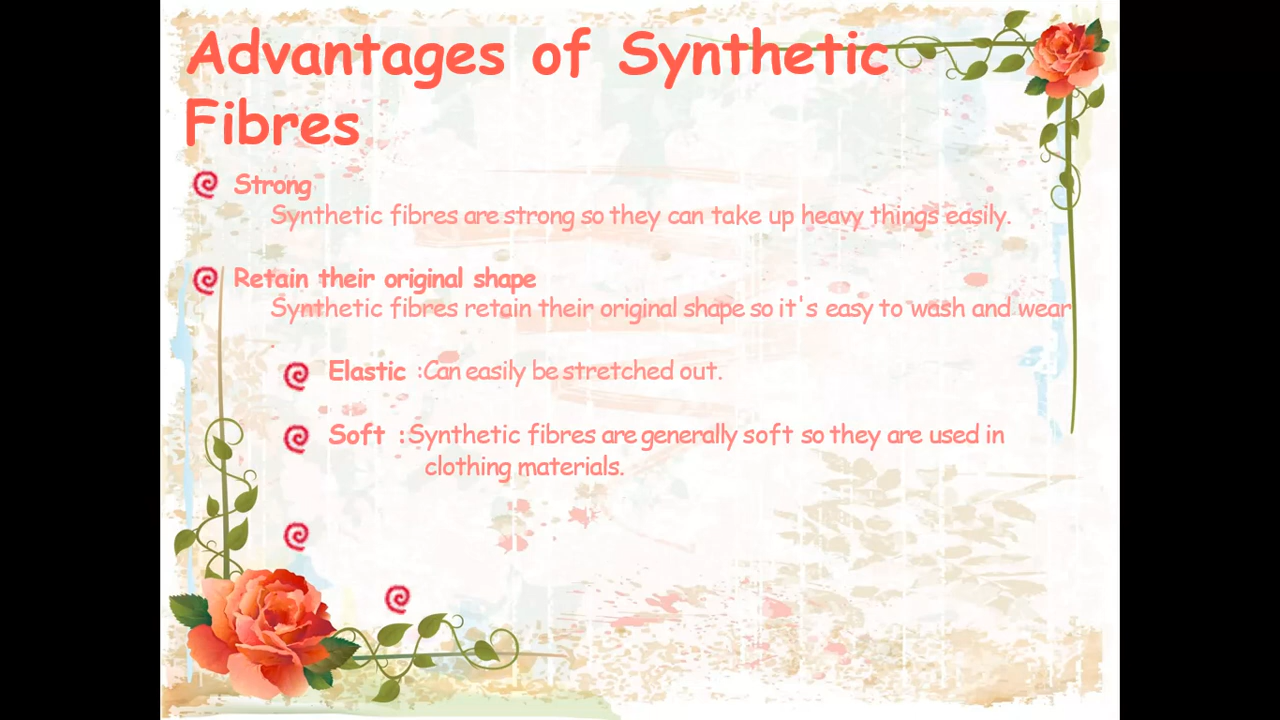 Advantages of Synthetic
Fibres
Strong
Synthetic fibres are strong so they can take up heavy things easily.
Retain their original shape
Synthetic fibres retain their original shape so it's easy to wash and wear
Elastic :Can easily be stretched out.
Soft :Synthetic fibres are generally soft so they are used in
clothing materials.